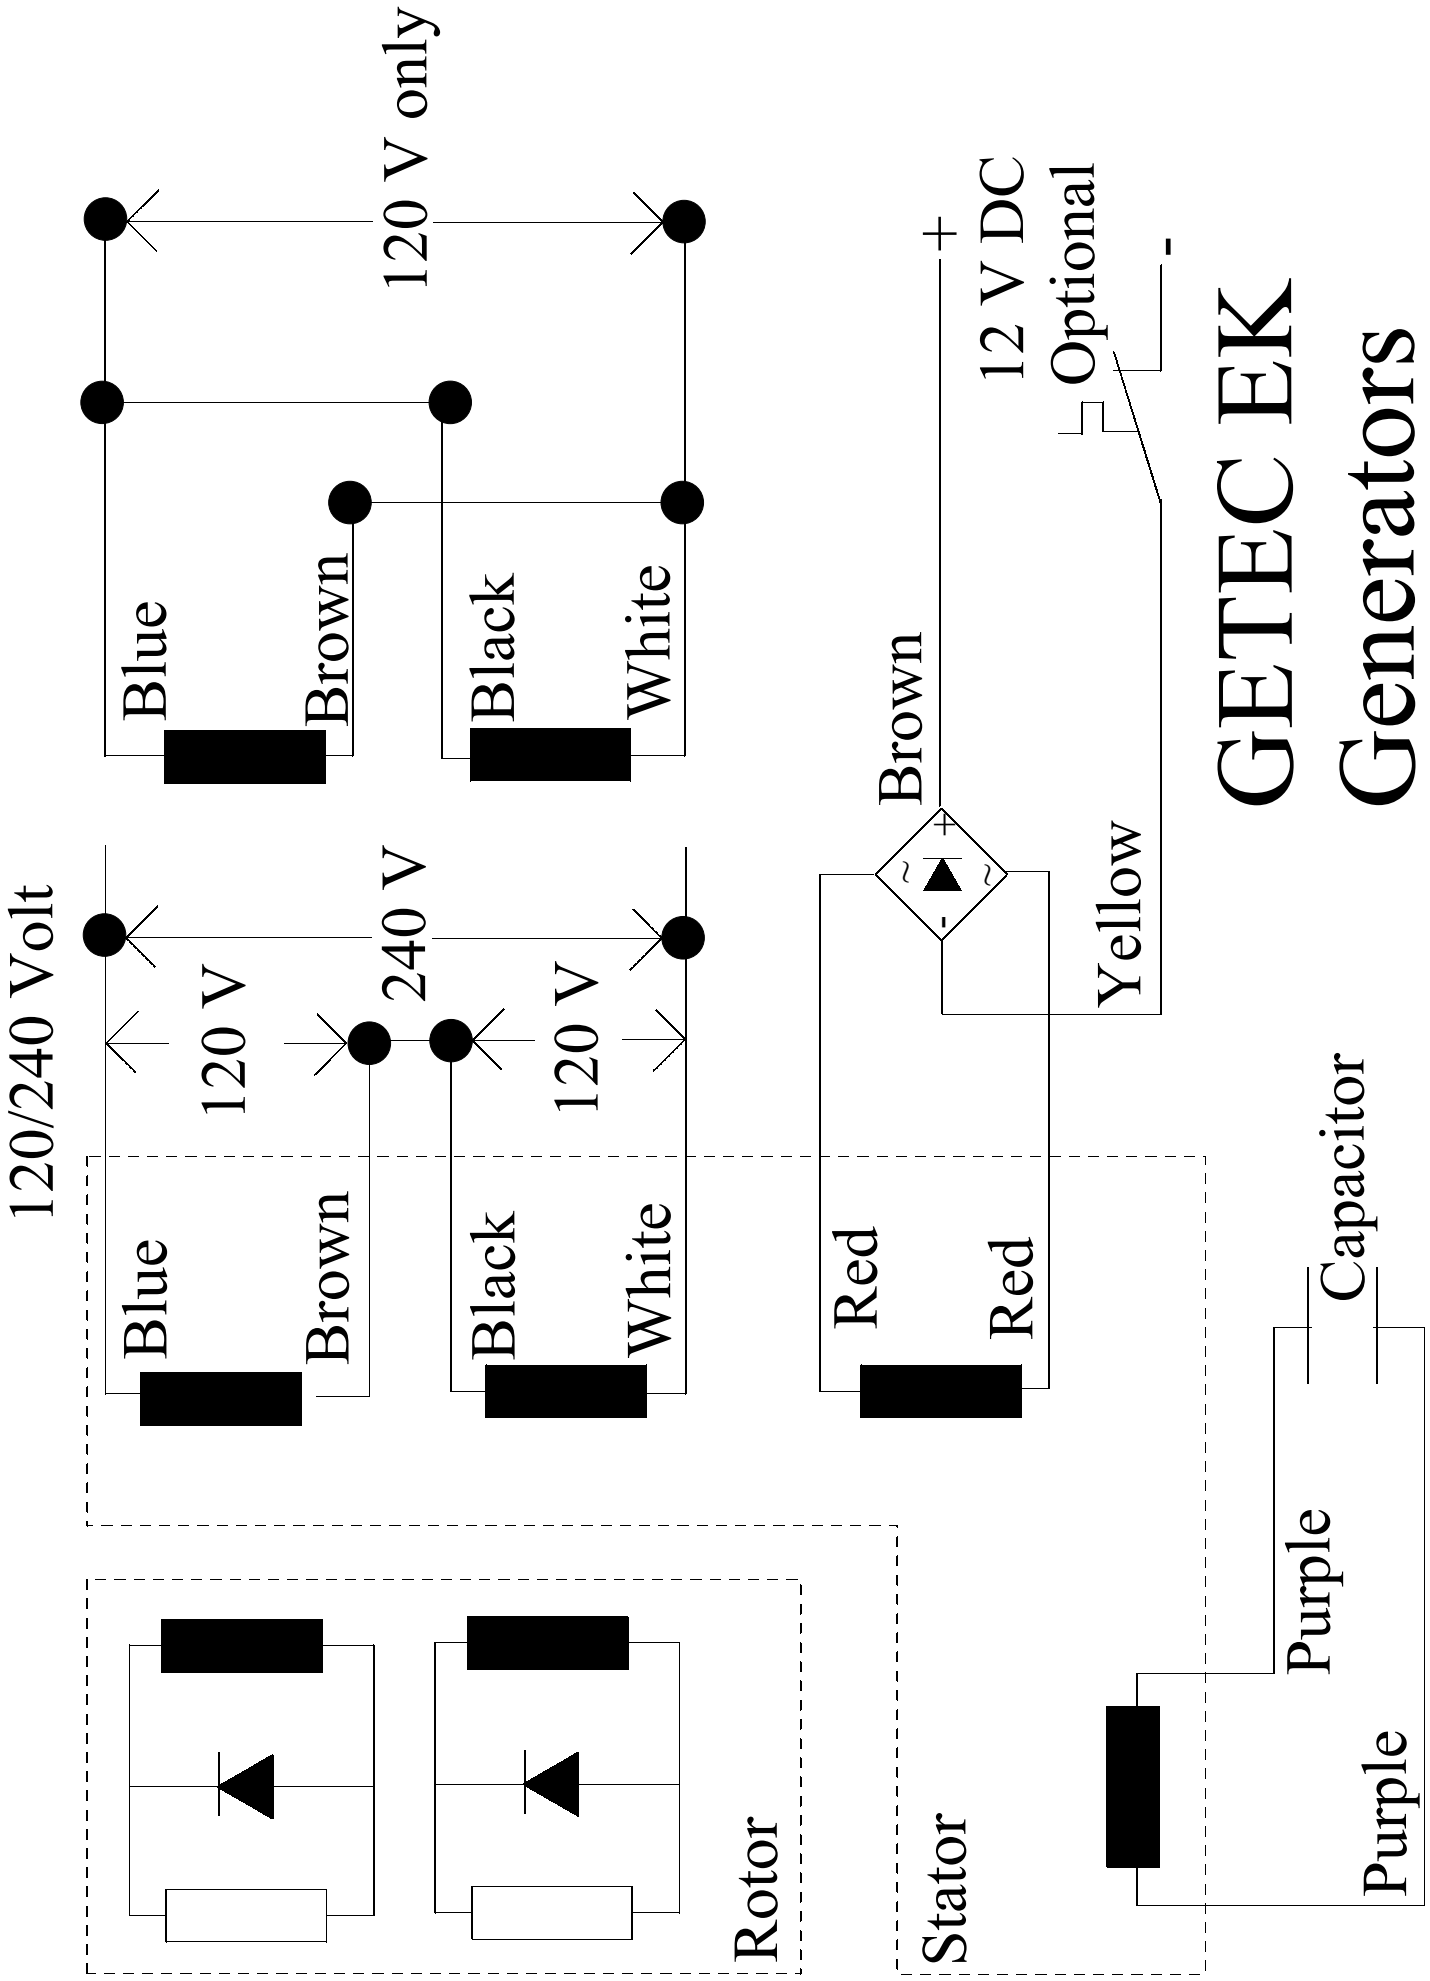 120/240 Volt
Blue
120 V
Brown
240 V
Black
120 V
White
Blue
Brown
Black
White
120 V only
Rotor
Stator
Red
Red
~
- +
~
Brown
+
12 V DC
Optional
-
Yellow
Purple
Purple
Capacitor
GETEC EK
Generators